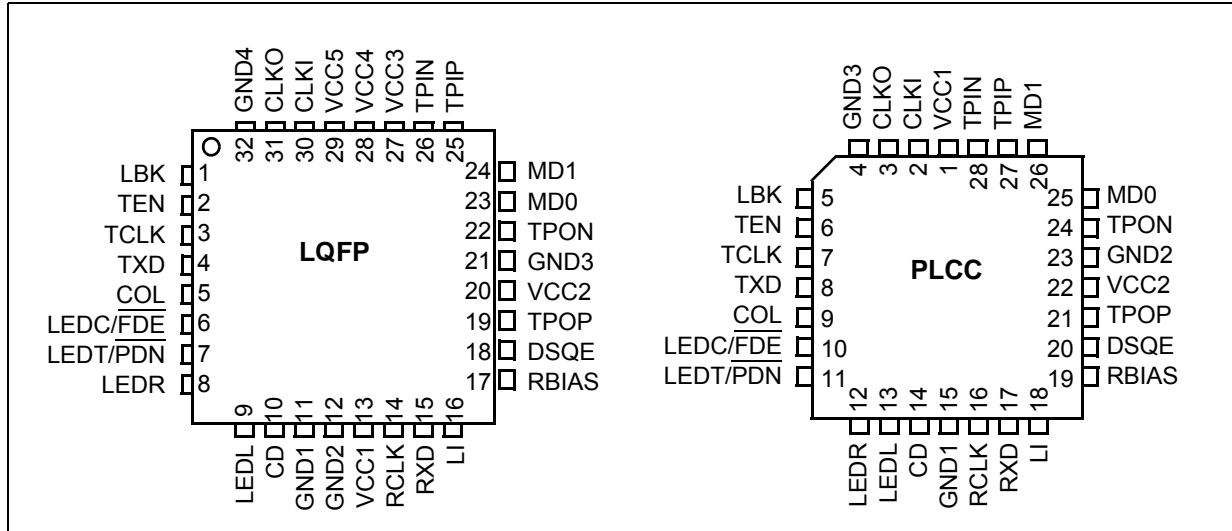 GND4 CLKO CLKI VCC5 VCC4 VCC3 TPIN TPIP
32 31 30 29 28 27 26 25
LBK 1
TEN 2
TCLK 3
TXD 4
COL 5
LEDC/FDE 6
LEDT/PDN 7
LEDR 8
LQFP
24 MD1
23 MD0
22 TPON
21 GND3
20 VCC2
19 TPOP
18 DSQE
17 RBIAS
9 10 11 12 13 14 15 16
LEDL CD GND1 GND2 VCC1 RCLK RXD LI
GND3 CLKO CLKI VCC1 TPIN TPIP MD1
4 3 2 1 28 27 26
LBK 5
TEN 6
TCLK 7
TXD 8
COL 9
LEDC/FDE 10
LEDT/PDN 11
PLCC
25 MD0
24 TPON
23 GND2
22 VCC2
21 TPOP
20 DSQE
19 RBIAS
12 13 14 15 16 17 18
LEDR LEDL CD GND1 RCLK RXD LI